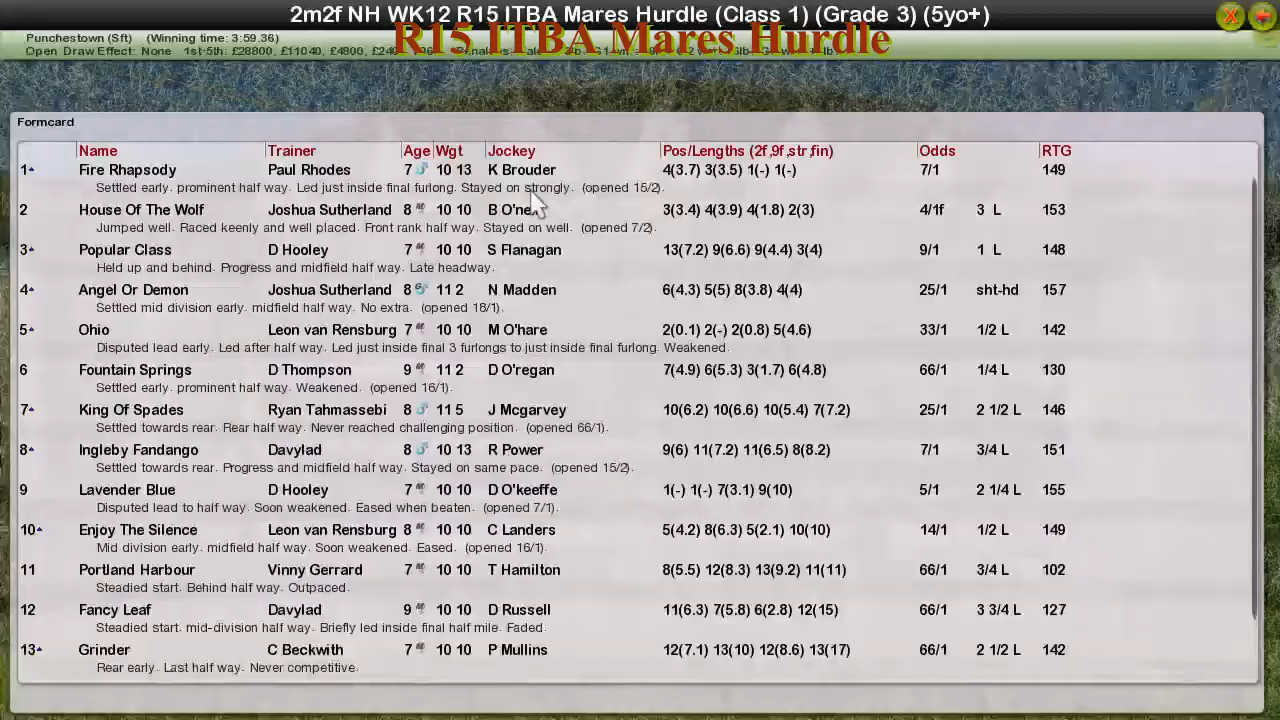 2m2f NH WK12 R15 ITBA Mares Hurdle (Class 1) (Grade 3) (5yo+)
R15 ITBA Mares Hurdle
Punchestown (Sft) (Winning time: 3:59.36)
Open Draw Effect: None 1st-5th: £28800, £11040, £4800,
Formcard
Name Trainer Age Wgt Jockey Pos/Lengths (2f,9f,str,fin) Odds RTG
1 Fire Rhapsody Paul Rhodes 7 10 13 K Brouder 4(3.7) 3(3.5) 1(-) 1(-) 7/1 149
Settled early. prominent half way. Led just inside final furlong. Stayed on strongly. (opened 15/2).
2 House Of The Wolf Joshua Sutherland 8 10 10 B O'ne 3(3.4) 4(3.9) 4(1.8) 2(3) 4/1f 3 L 153
Jumped well. Raced keenly and well placed. Front rank half way. Stayed on well. (opened 7/2).
3 Popular Class D Hooley 7 10 10 S Flanagan 13(7.2) 9(6.6) 9(4.4) 3(4) 9/1 1 L 148
Held up and behind. Progress and midfield half way. Late headway.
4 Angel Or Demon Joshua Sutherland 8 11 2 N Madden 6(4.3) 5(5) 8(3.8) 4(4) 25/1 sht-hd 157
Settled mid division early. midfield half way. No extra. (opened 18/1).
5 Ohio Leon van Rensburg 7 10 10 M O'hare 2(0.1) 2(-) 2(0.8) 5(4.6) 33/1 1/2 L 142
Disputed lead early. Led after half way. Led just inside final 3 furlongs to just inside final furlong. Weakened.
6 Fountain Springs D Thompson 9 11 2 D O'regan 7(4.9) 6(5.3) 3(1.7) 6(4.8) 66/1 1/4 L 130
Settled early. prominent half way. Weakened. (opened 16/1).
7 King Of Spades Ryan Tahmassebi 8 11 5 J Mcgarvey 10(6.2) 10(6.6) 10(5.4) 7(7.2) 25/1 2 1/2 L 146
Settled towards rear. Rear half way. Never reached challenging position. (opened 66/1).
8 Ingleby Fandango Davylad 8 10 13 R Power 9(6) 11(7.2) 11(6.5) 8(8.2) 7/1 3/4 L 151
Settled towards rear. Progress and midfield half way. Stayed on same pace. (opened 15/2).
9 Lavender Blue D Hooley 7 10 10 D O'keeffe 1(-) 1(-) 7(3.1) 9(10) 5/1 2 1/4 L 155
Disputed lead to half way. Soon weakened. Eased when beaten. (opened 7/1).
10 Enjoy The Silence Leon van Rensburg 8 10 10 C Landers 5(4.2) 8(6.3) 5(2.1) 10(10) 14/1 1/2 L 149
Mid division early. midfield half way. Soon weakened. Eased. (opened 16/1).
11 Portland Harbour Vinny Gerrard 7 10 10 T Hamilton 8(5.5) 12(8.3) 13(9.2) 11(11) 66/1 3/4 L 102
Steadied start. Behind half way. Outpaced.
12 Fancy Leaf Davylad 9 10 10 D Russell 11(6.3) 7(5.8) 6(2.8) 12(15) 66/1 3 3/4 L 127
Steadied start. mid-division half way. Briefly led inside final half mile. Faded.
13 Grinder C Beckwith 7 10 10 P Mullins 12(7.1) 13(10) 12(8.6) 13(17) 66/1 2 1/2 L 142
Rear early. Last half way. Never competitive.